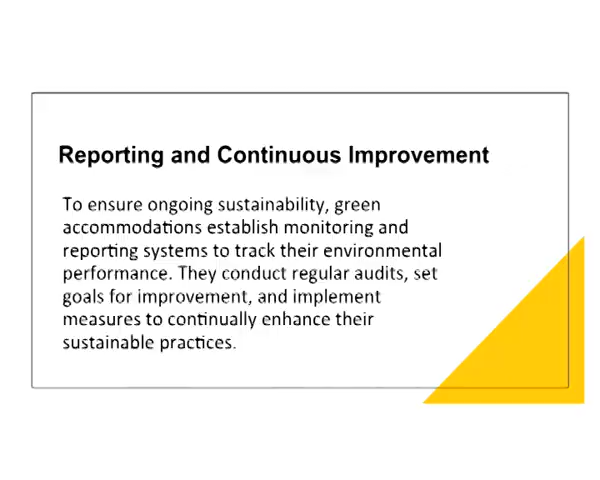 Reporting and Continuous Improvement
To ensure ongoing sustainability, green
accommodations establish monitoring and
reporting systems to track their environmental
performance. They conduct regular audits, set
goals for improvement, and implement
measures to continually enhance their
sustainable practices.